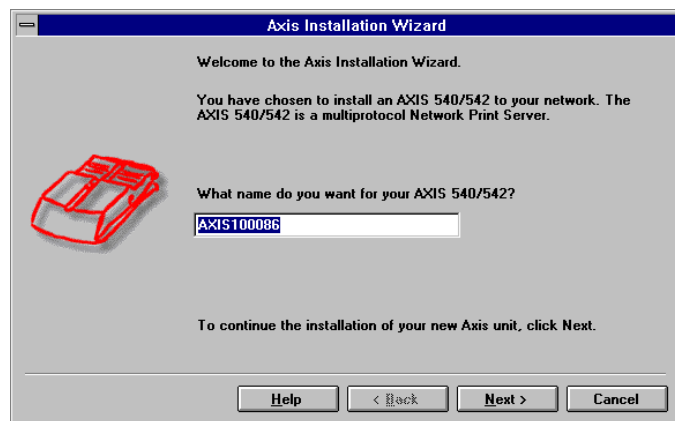 Axis Installation Wizard
Welcome to the Axis Installation Wizard.
You have chosen to install an AXIS 540/542 to your network. The
AXIS 540/542 is a multiprotocol Network Print Server.
What name do you want for your AXIS 540/542?
AXIS100086
To continue the installation of your new Axis unit, click Next.
Help
< Back
Next >
Cancel